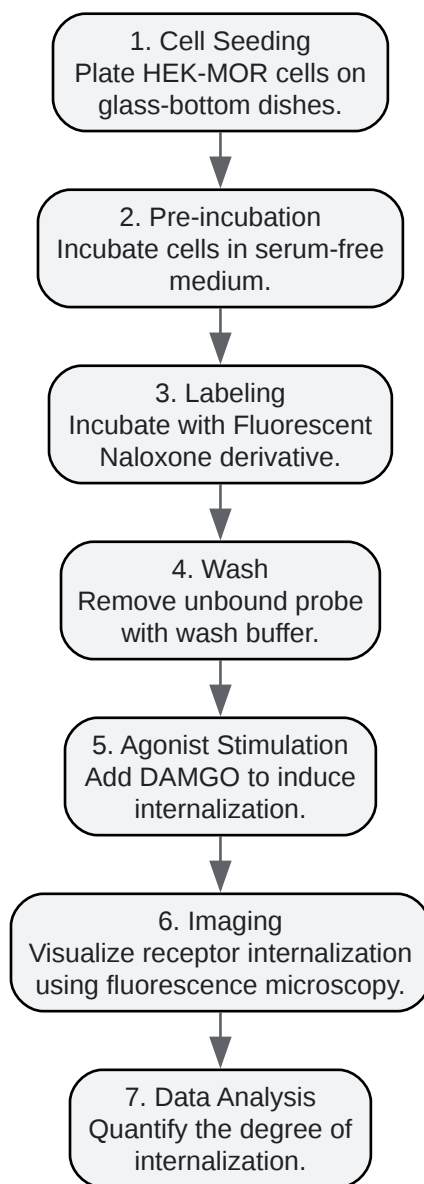 1. Cell Seeding
Plate HEK-MOR cells on
glass-bottom dishes.
2. Pre-incubation
Incubate cells in serum-free
medium.
3. Labeling
Incubate with Fluorescent
Naloxone derivative.
4. Wash
Remove unbound probe
with wash buffer.
5. Agonist Stimulation
Add DAMGO to induce
internalization.
6. Imaging
Visualize receptor internalization
using fluorescence microscopy.
7. Data Analysis
Quantify the degree of
internalization.